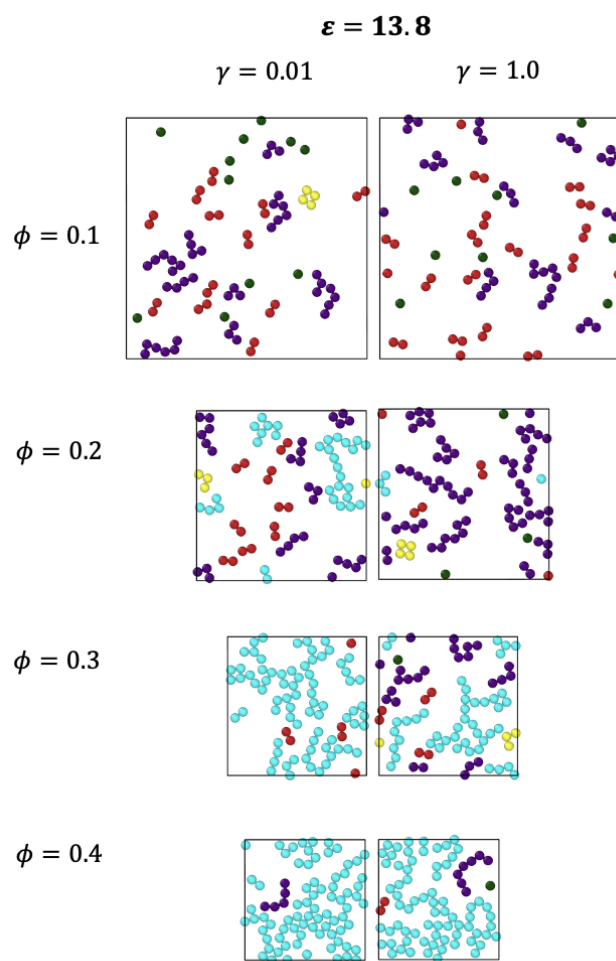 ε = 13.8
γ = 0.01 γ = 1.0
ϕ = 0.1
ϕ = 0.2
ϕ = 0.3
ϕ = 0.4